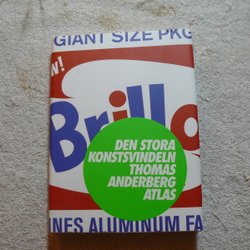 GIANT SIZE PKG
w!
Brillo
DEN STORA
KONSTSVINDELN
THOMAS
ANDERBERG
ATLAS
NES ALUMINUM FA